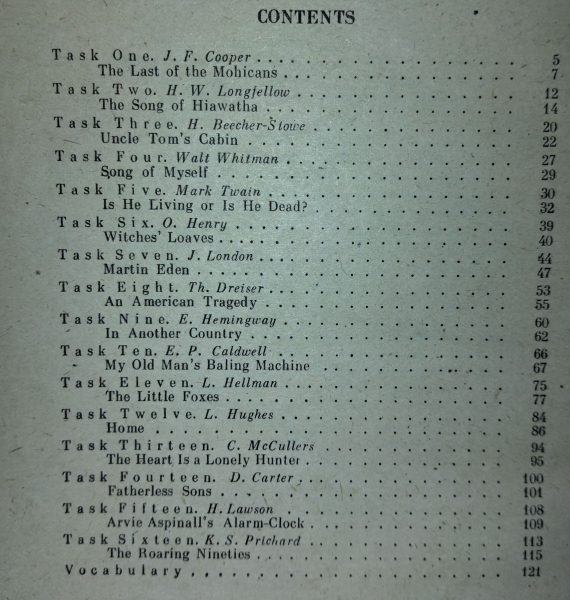 CONTENTS
Task One. J. F. Cooper . . . . . . . . . . . . . . . . 5
The Last of the Mohicans . . . . . . . . . . . . . . . . 7
Task Two. H. W. Longfellow . . . . . . . . . . . . . . . . 12
The Song of Hiawatha . . . . . . . . . . . . . . . . 14
Task Three. H. Beecher-Stowe . . . . . . . . . . . . . . . . 20
Uncle Tom's Cabin . . . . . . . . . . . . . . . . 22
Task Four. Walt Whitman . . . . . . . . . . . . . . . . 27
Song of Myself . . . . . . . . . . . . . . . . 29
Task Five. Mark Twain . . . . . . . . . . . . . . . . 30
Is He Living or Is He Dead? . . . . . . . . . . . . . . . . 32
Task Six. O. Henry . . . . . . . . . . . . . . . . 39
Witches' Loaves . . . . . . . . . . . . . . . . 40
Task Seven. J. London . . . . . . . . . . . . . . . . 44
Martin Eden . . . . . . . . . . . . . . . . 47
Task Eight. Th. Dreiser . . . . . . . . . . . . . . . . 53
An American Tragedy . . . . . . . . . . . . . . . . 55
Task Nine. E. Hemingway . . . . . . . . . . . . . . . . 60
In Another Country . . . . . . . . . . . . . . . . 62
Task Ten. E. P. Caldwell . . . . . . . . . . . . . . . . 66
My Old Man's Baling Machine . . . . . . . . . . . . . . . . 67
Task Eleven. L. Hellman . . . . . . . . . . . . . . . . 75
The Little Foxes . . . . . . . . . . . . . . . . 77
Task Twelve. L. Hughes . . . . . . . . . . . . . . . . 84
Home . . . . . . . . . . . . . . . . 86
Task Thirteen. C. McCullers . . . . . . . . . . . . . . . . 94
The Heart Is a Lonely Hunter . . . . . . . . . . . . . . . . 95
Task Fourteen. D. Carter . . . . . . . . . . . . . . . . 100
Fatherless Sons . . . . . . . . . . . . . . . . 101
Task Fifteen. H. Lawson . . . . . . . . . . . . . . . . 108
Arvie Aspinall's Alarm-Clock . . . . . . . . . . . . . . . . 109
Task Sixteen. K. S. Prichard . . . . . . . . . . . . . . . . 113
The Roaring Nineties . . . . . . . . . . . . . . . . 115
Vocabulary . . . . . . . . . . . . . . . . 121